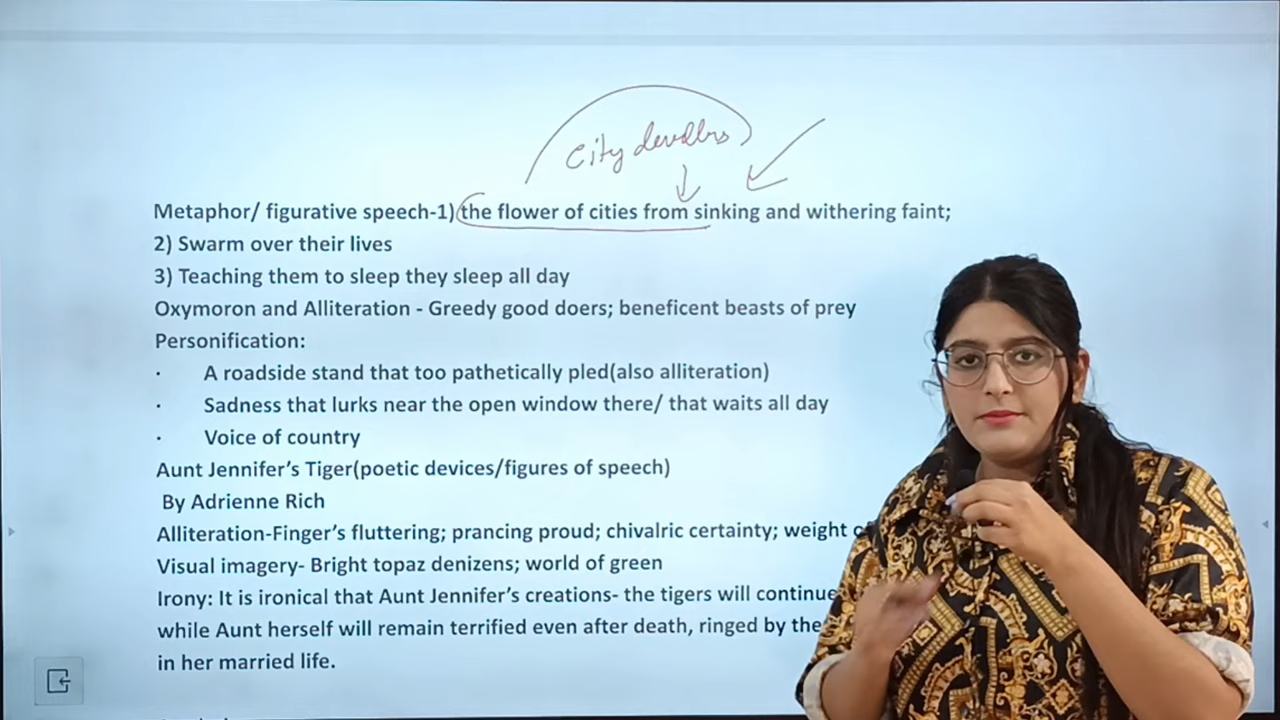 City dewllrs
Metaphor/ figurative speech-1) the flower of cities from sinking and withering faint;
2) Swarm over their lives
3) Teaching them to sleep they sleep all day
Oxymoron and Alliteration - Greedy good doers; beneficent beasts of prey
Personification:
· A roadside stand that too pathetically pled(also alliteration)
· Sadness that lurks near the open window there/ that waits all day
· Voice of country
Aunt Jennifer’s Tiger(poetic devices/figures of speech)
By Adrienne Rich
Alliteration-Finger’s fluttering; prancing proud; chivalric certainty; weight
Visual imagery- Bright topaz denizens; world of green
Irony: It is ironical that Aunt Jennifer’s creations- the tigers will continue
while Aunt herself will remain terrified even after death, ringed by the
in her married life.